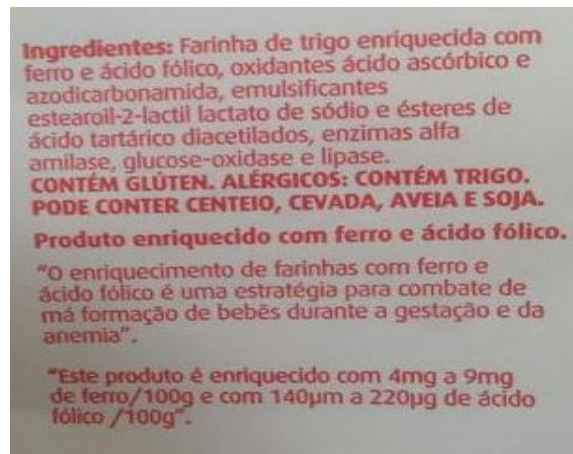 Ingredientes: Farinha de trigo enriquecida com
ferro e ácido fólico, oxidantes ácido ascórbico e
azodicarbonamida, emulsificantes
estearoil-2-lactil lactato de sódio e ésteres de
ácido tartárico diacetilados, enzimas alfa
amilase, glucose-oxidase e lipase.
CONTÉM GLÚTEN. ALÉRGICOS: CONTÉM TRIGO.
PODE CONTER CENTEIO, CEVADA, AVEIA E SOJA.
Produto enriquecido com ferro e ácido fólico.
"O enriquecimento de farinhas com ferro e
ácido fólico é uma estratégia para combate de
má formação de bebês durante a gestação e da
anemia".
"Este produto é enriquecido com 4mg a 9mg
de ferro/100g e com 140µm a 220µg de ácido
fólico /100g".